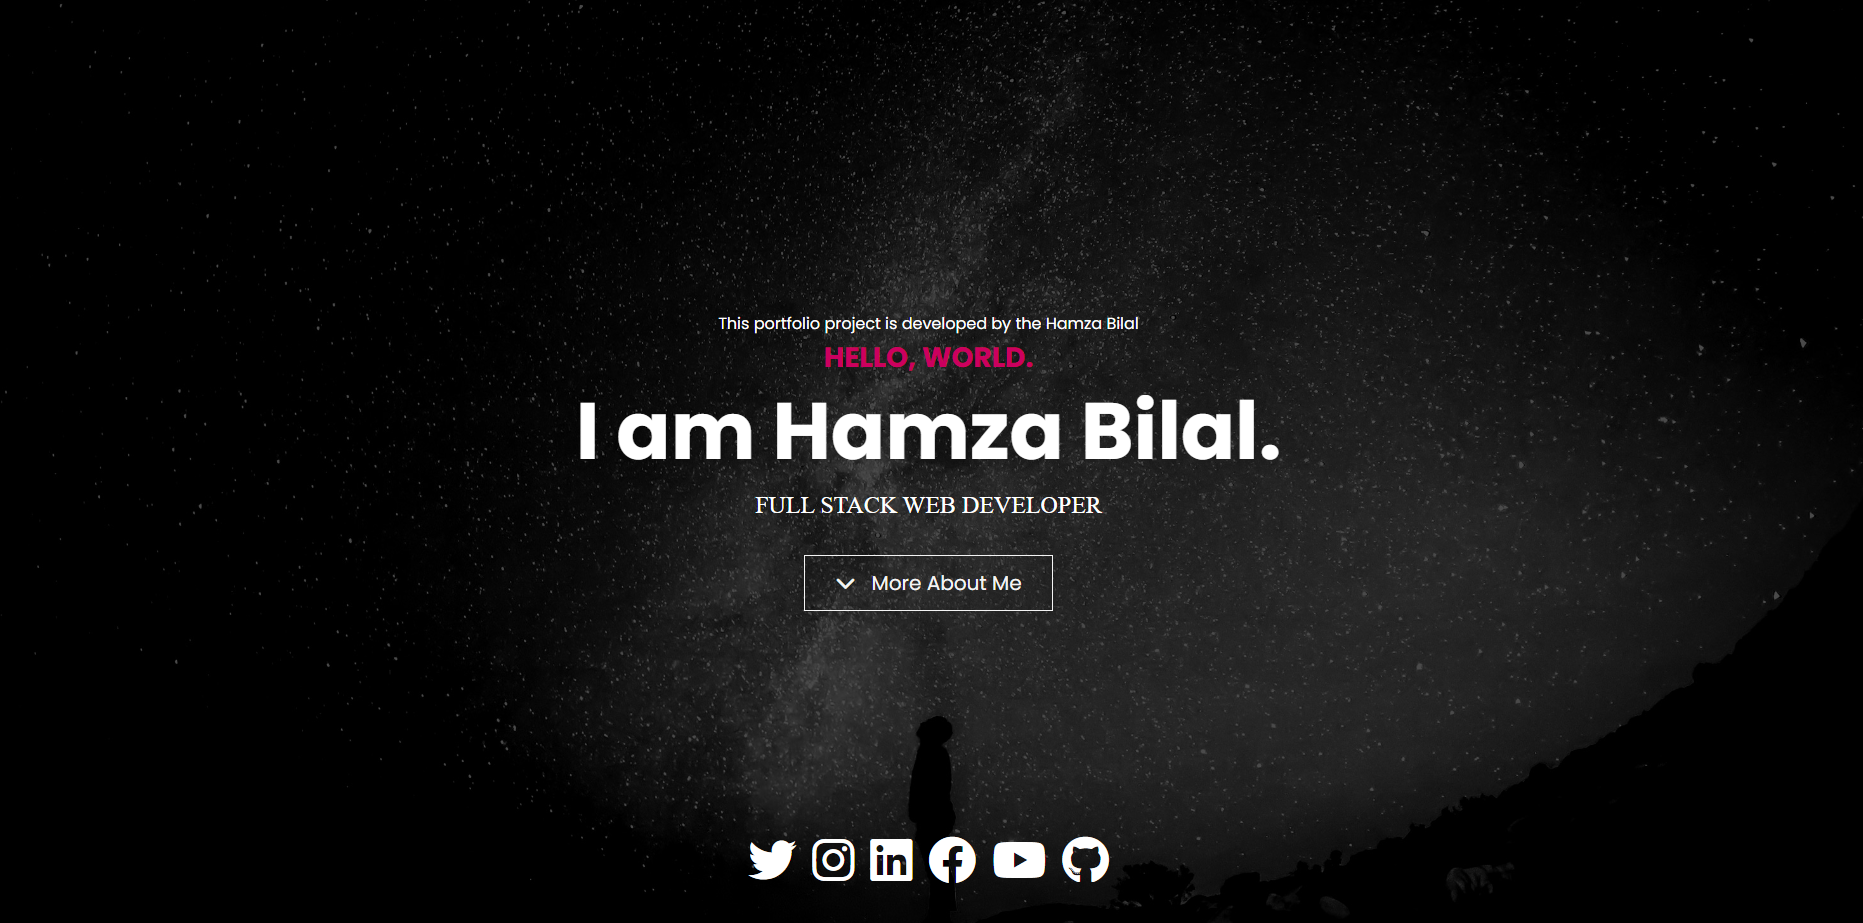 This portfolio project is developed by the Hamza Bilal
HELLO, WORLD.
I am Hamza Bilal.
FULL STACK WEB DEVELOPER
More About Me